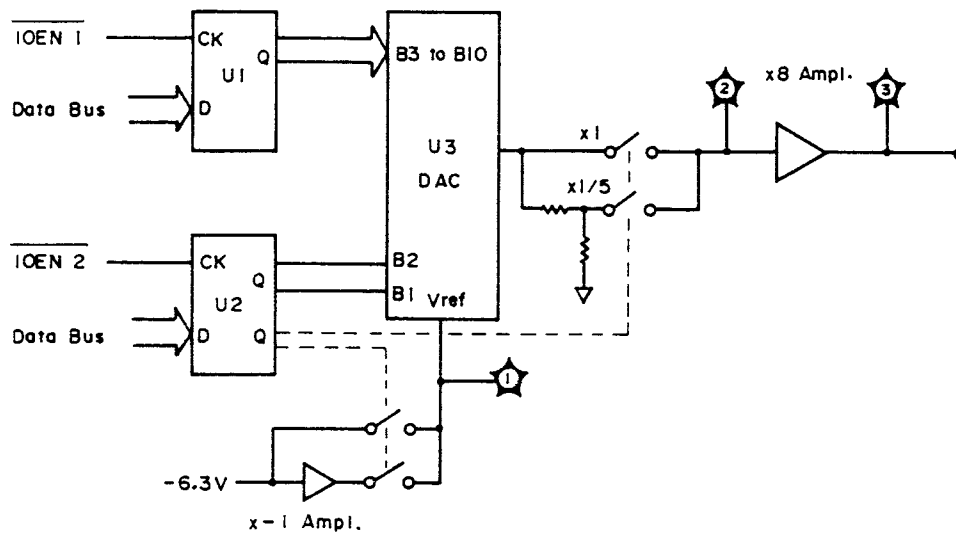 IOEN 1
CK
Q
U1
Data Bus
D
B3 to B10
U3
DAC
x1
x1/5
2
x8 Ampl.
3
IOEN 2
CK
Q
U2
Data Bus
D
Q
B2
B1
Vref
1
-6.3V
x-1 Ampl.